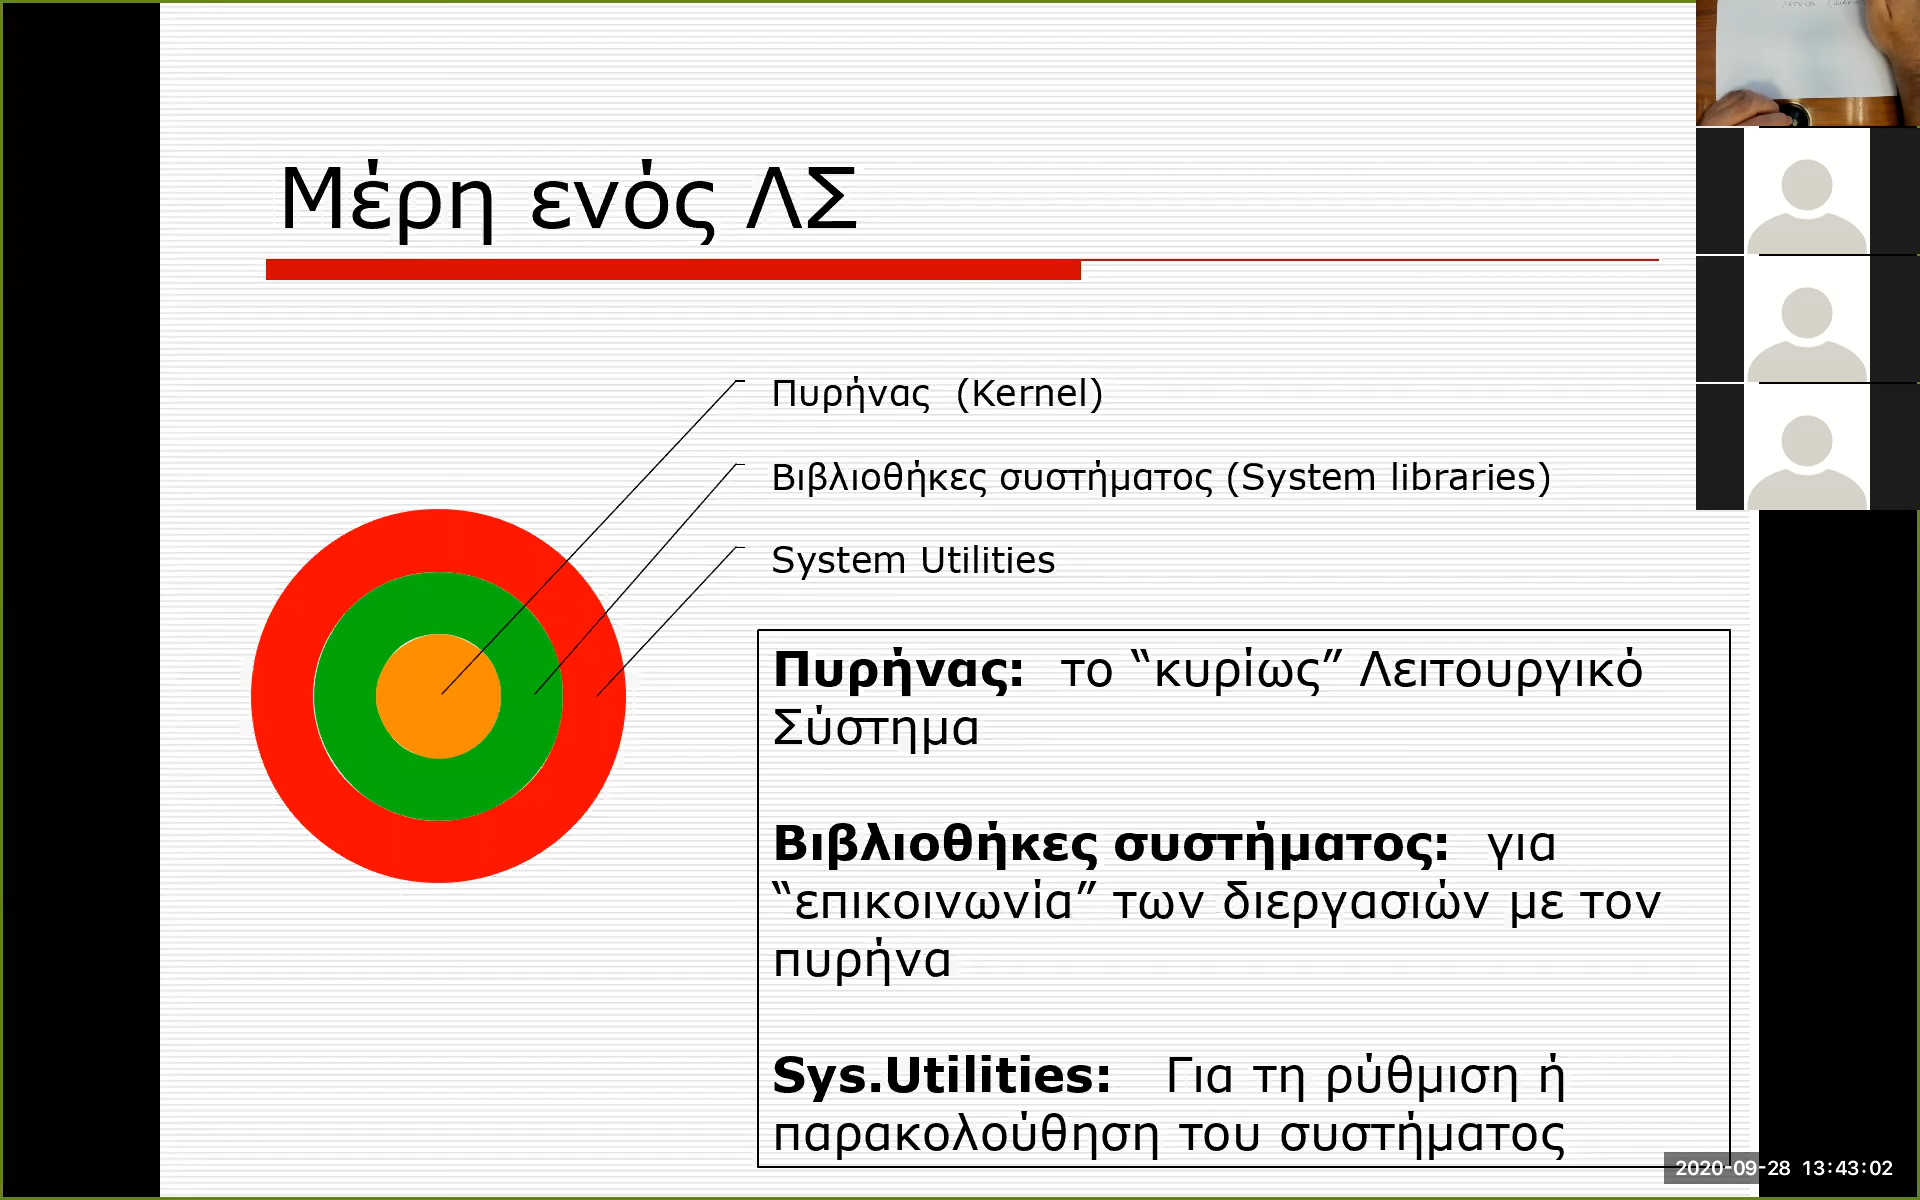 Μέρη ενός ΛΣ
Πυρήνας (Kernel)
Βιβλιοθήκες συστήματος (System libraries)
System Utilities
Πυρήνας: το “κυρίως” Λειτουργικό
Σύστημα
Βιβλιοθήκες συστήματος: για
“επικοινωνία” των διεργασιών με τον
πυρήνα
Sys.Utilities: Για τη ρύθμιση ή
παρακολούθηση του συστήματος
2020-09-28 13:43:02